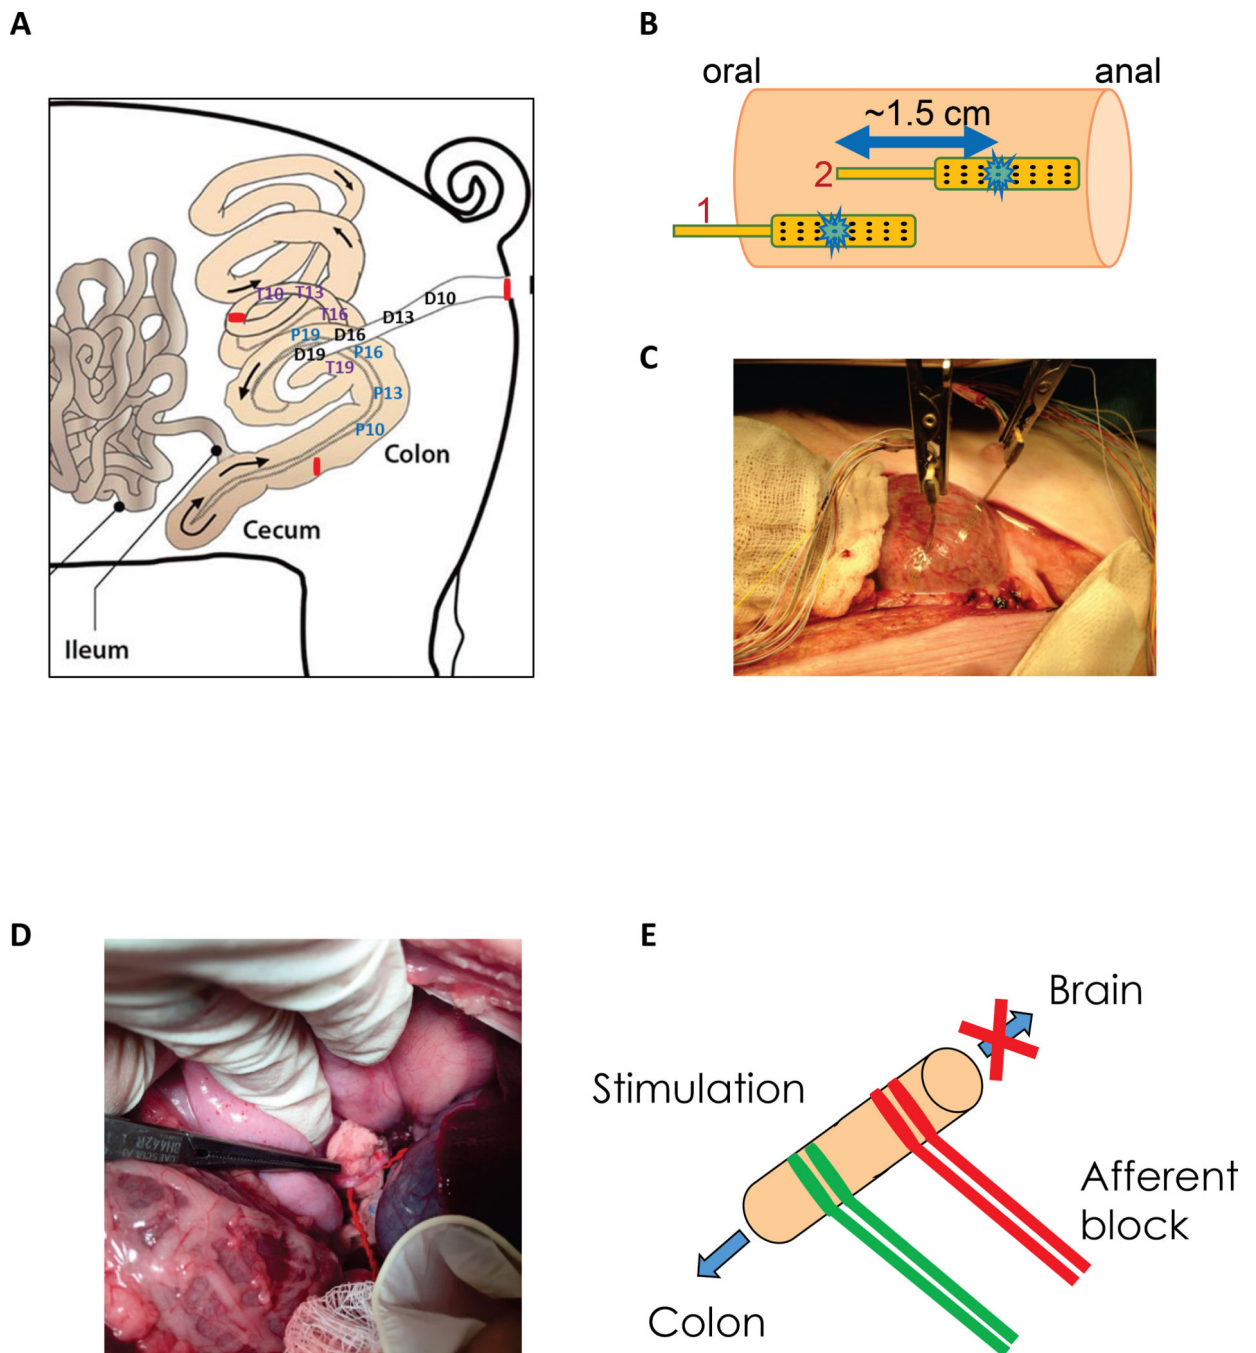 A
T10
T13
T16
P19
D16
D10
D13
D19
P16
T19
P13
P10
Colon
Cecum
Ileum
B
oral
anal
~1.5 cm
2
1
C
D
E
Brain
Stimulation
Afferent
block
Colon